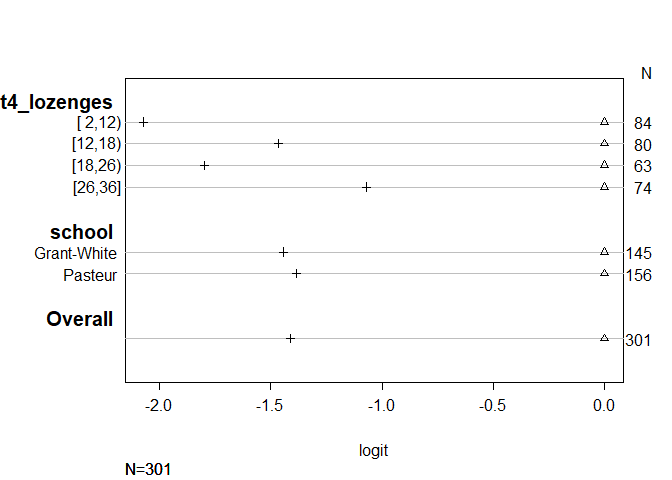 N
t4_lozenges
[ 2,12) 84
[12,18) 80
[18,26) 63
[26,36] 74
school
Grant-White 145
Pasteur 156
Overall
301
-2.0 -1.5 -1.0 -0.5 0.0
logit
N=301